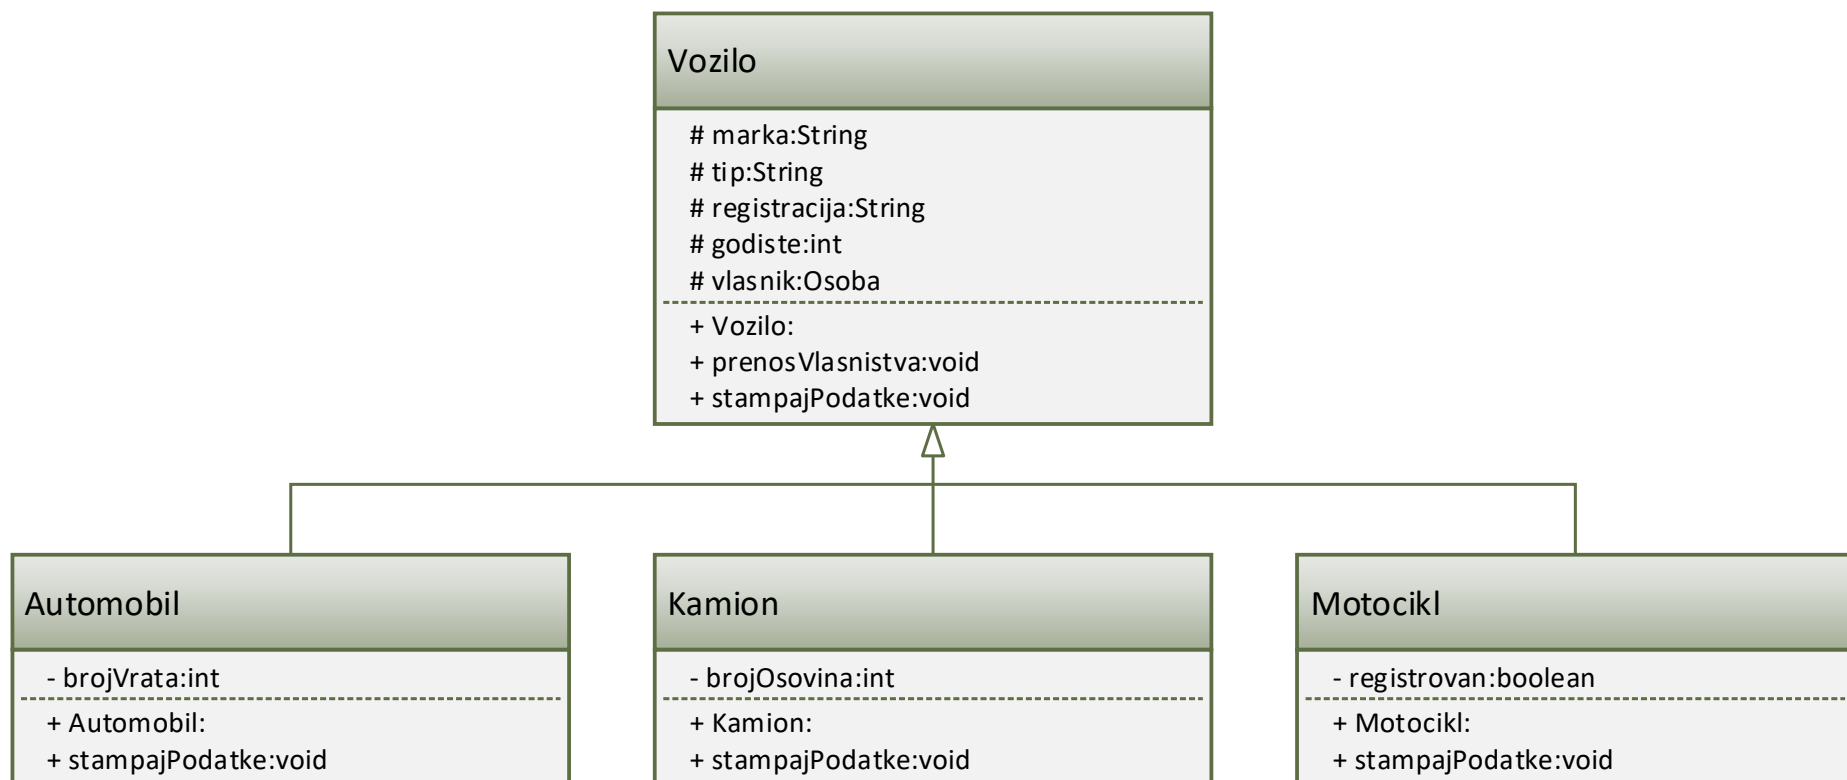 Vozilo
# marka:String
# tip:String
# registracija:String
# godiste:int
# vlasnik:Osoba
+ Vozilo:
+ prenosVlasnistva:void
+ stampajPodatke:void
Automobil
- brojVrata:int
+ Automobil:
+ stampajPodatke:void
Kamion
- brojOsovina:int
+ Kamion:
+ stampajPodatke:void
Motocikl
- registrovan:boolean
+ Motocikl:
+ stampajPodatke:void